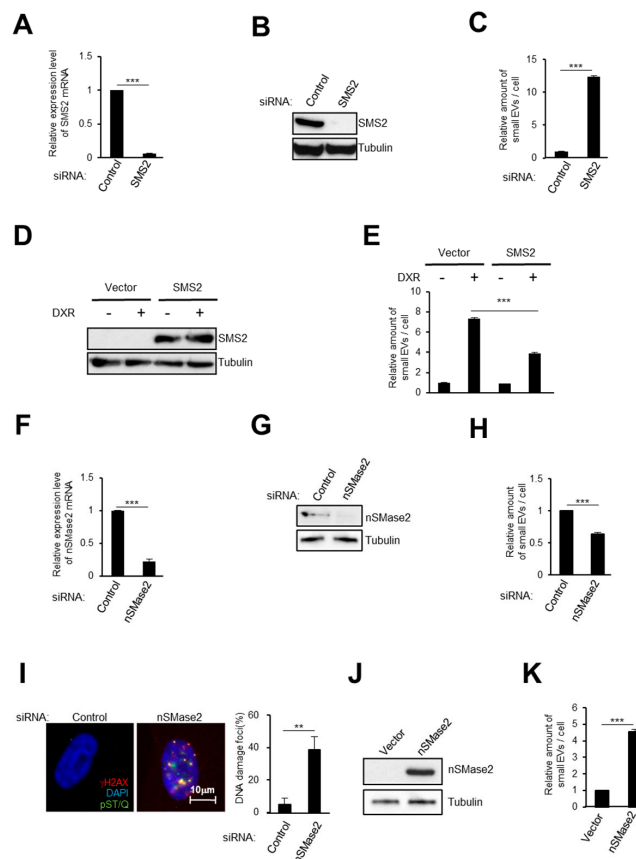 A
Relative expression level
of SMS2 mRNA
1.5
1
0.5
0
***
siRNA:
Control
SMS2
B
siRNA:
Control
SMS2
SMS2
Tubulin
C
Relative amount of
small EVs / cell
15
10
5
0
***
siRNA:
Control
SMS2
D
Vector
SMS2
DXR
-
+
-
+
SMS2
Tubulin
E
Vector
SMS2
DXR
-
+
-
+
Relative amount of
small EVs / cell
10
8
6
4
2
0
***
F
Relative expression leve
of nSMase2 mRNA
1.5
1
0.5
0
***
siRNA:
Control
nSMase2
G
siRNA:
Control
nSMase2
nSMase2
Tubulin
H
Relative amount
of small EVs / cell
1.5
1
0.5
0
***
siRNA:
Control
nSMase2
I
siRNA:
Control
nSMase2
γH2AX
DAPI
pST/Q
10μm
DNA damage foci(%)
60
40
20
0
**
siRNA:
Control
nSMase2
J
Vector
nSMase2
nSMase2
Tubulin
K
Relative amount of
small EVs / cell
6
5
4
3
2
1
0
***
Vector
nSMase2